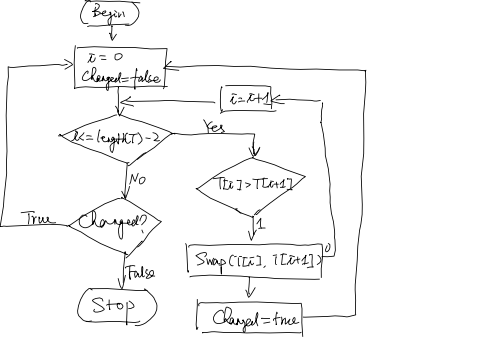 Begin
i = 0
Changed=false
i=i+1
i<=length(T)-2
Yes
No
T[i]>T[i+1]
1
True
Changed?
False
Swap(T[i], T[i+1])
0
Stop
Changed=true